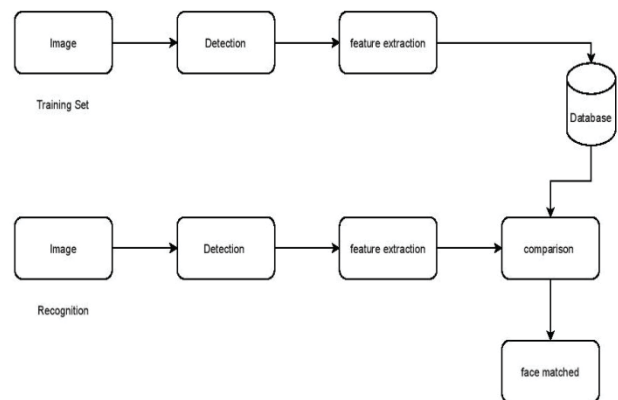 Image
Detection
feature extraction
Database
Training Set
Image
Detection
feature extraction
comparison
Recognition
face matched